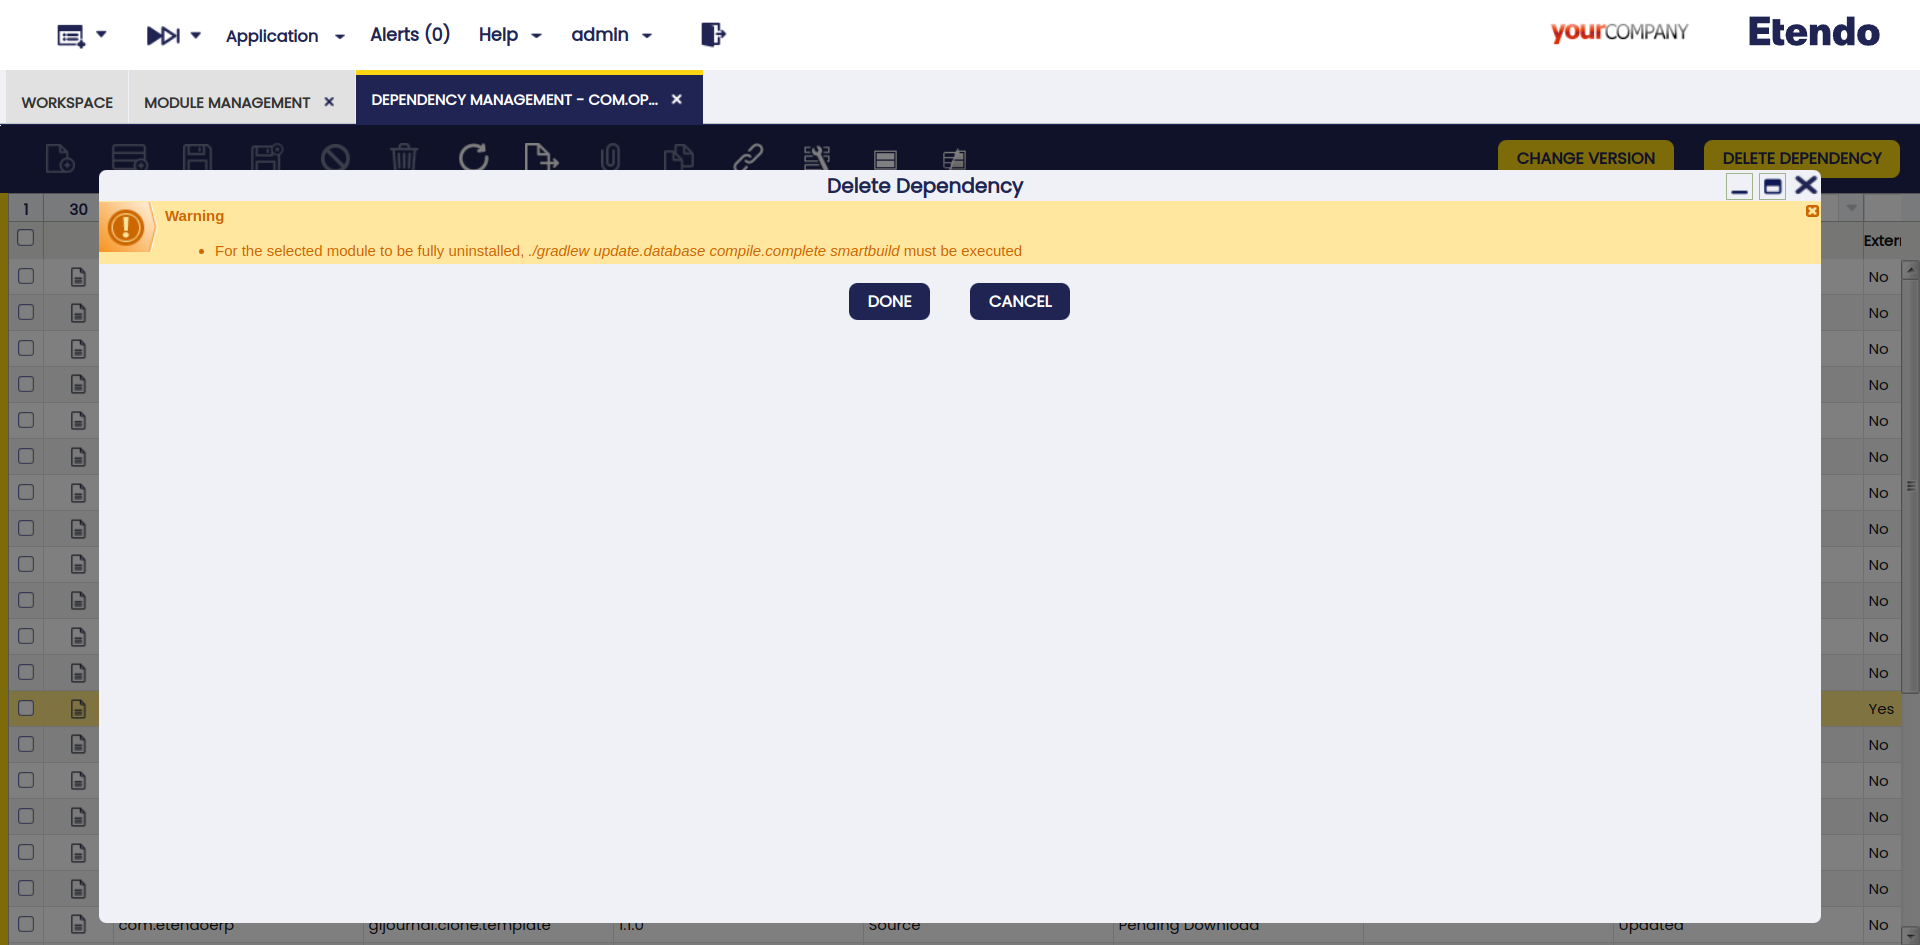 Application
Alerts (0)
Help
admin
yourCOMPANY
Etendo
WORKSPACE
MODULE MANAGEMENT
DEPENDENCY MANAGEMENT - COM.OP...
CHANGE VERSION
DELETE DEPENDENCY
Delete Dependency
1
30
Warning
For the selected module to be fully uninstalled, ./gradlew update.database compile.complete smartbuild must be executed
Extern
DONE
CANCEL
No
No
No
No
No
No
No
No
No
No
No
No
Yes
No
No
No
No
No
com.etendoerp
gljournal.clone.template
1.1.0
Source
Pending Download
Updated
No